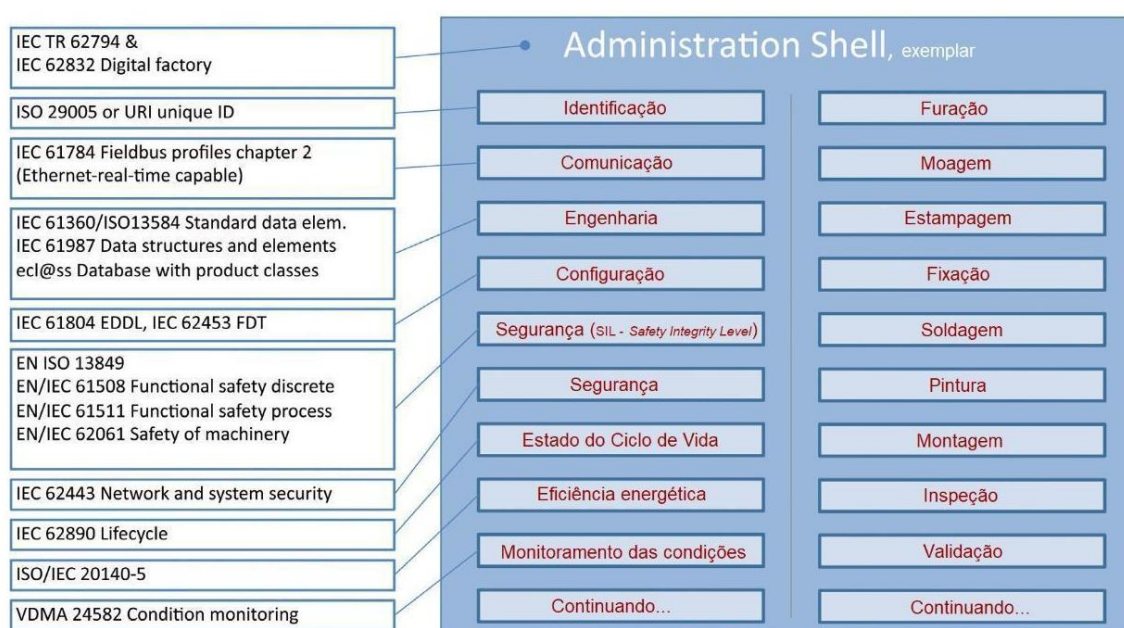 IEC TR 62794 &
IEC 62832 Digital factory
ISO 29005 or URI unique ID
IEC 61784 Fieldbus profiles chapter 2
(Ethernet-real-time capable)
IEC 61360/ISO13584 Standard data elem.
IEC 61987 Data structures and elements
ecl@ss Database with product classes
IEC 61804 EDDL, IEC 62453 FDT
EN ISO 13849
EN/IEC 61508 Functional safety discrete
EN/IEC 61511 Functional safety process
EN/IEC 62061 Safety of machinery
IEC 62443 Network and system security
IEC 62890 Lifecycle
ISO/IEC 20140-5
VDMA 24582 Condition monitoring
Administration Shell, exemplar
Identificação
Comunicação
Engenharia
Configuração
Segurança (SIL - Safety Integrity Level)
Segurança
Estado do Ciclo de Vida
Eficiência energética
Monitoramento das condições
Continuando...
Furação
Moagem
Estampagem
Fixação
Soldagem
Pintura
Montagem
Inspeção
Validação
Continuando...